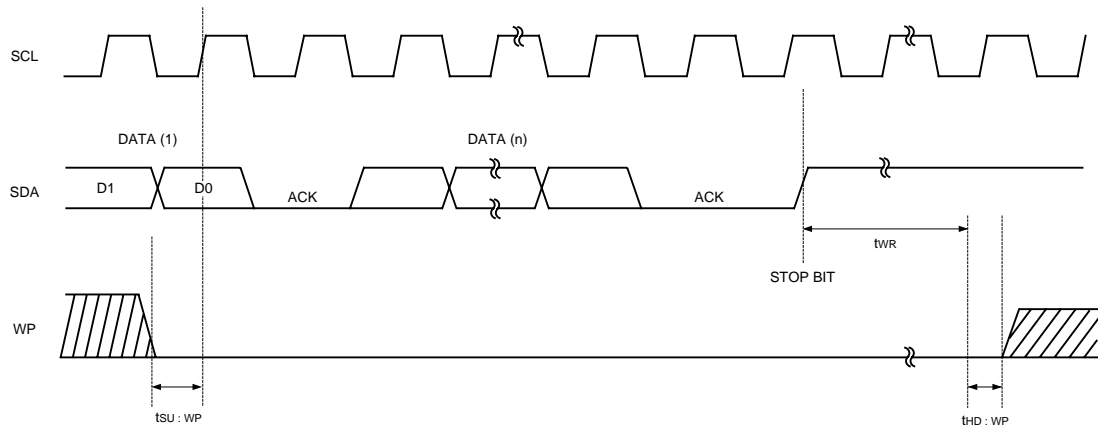 SCL
DATA (1)
DATA (n)
SDA
D1
D0
ACK
ACK
tWR
STOP BIT
WP
tSU : WP
tHD : WP